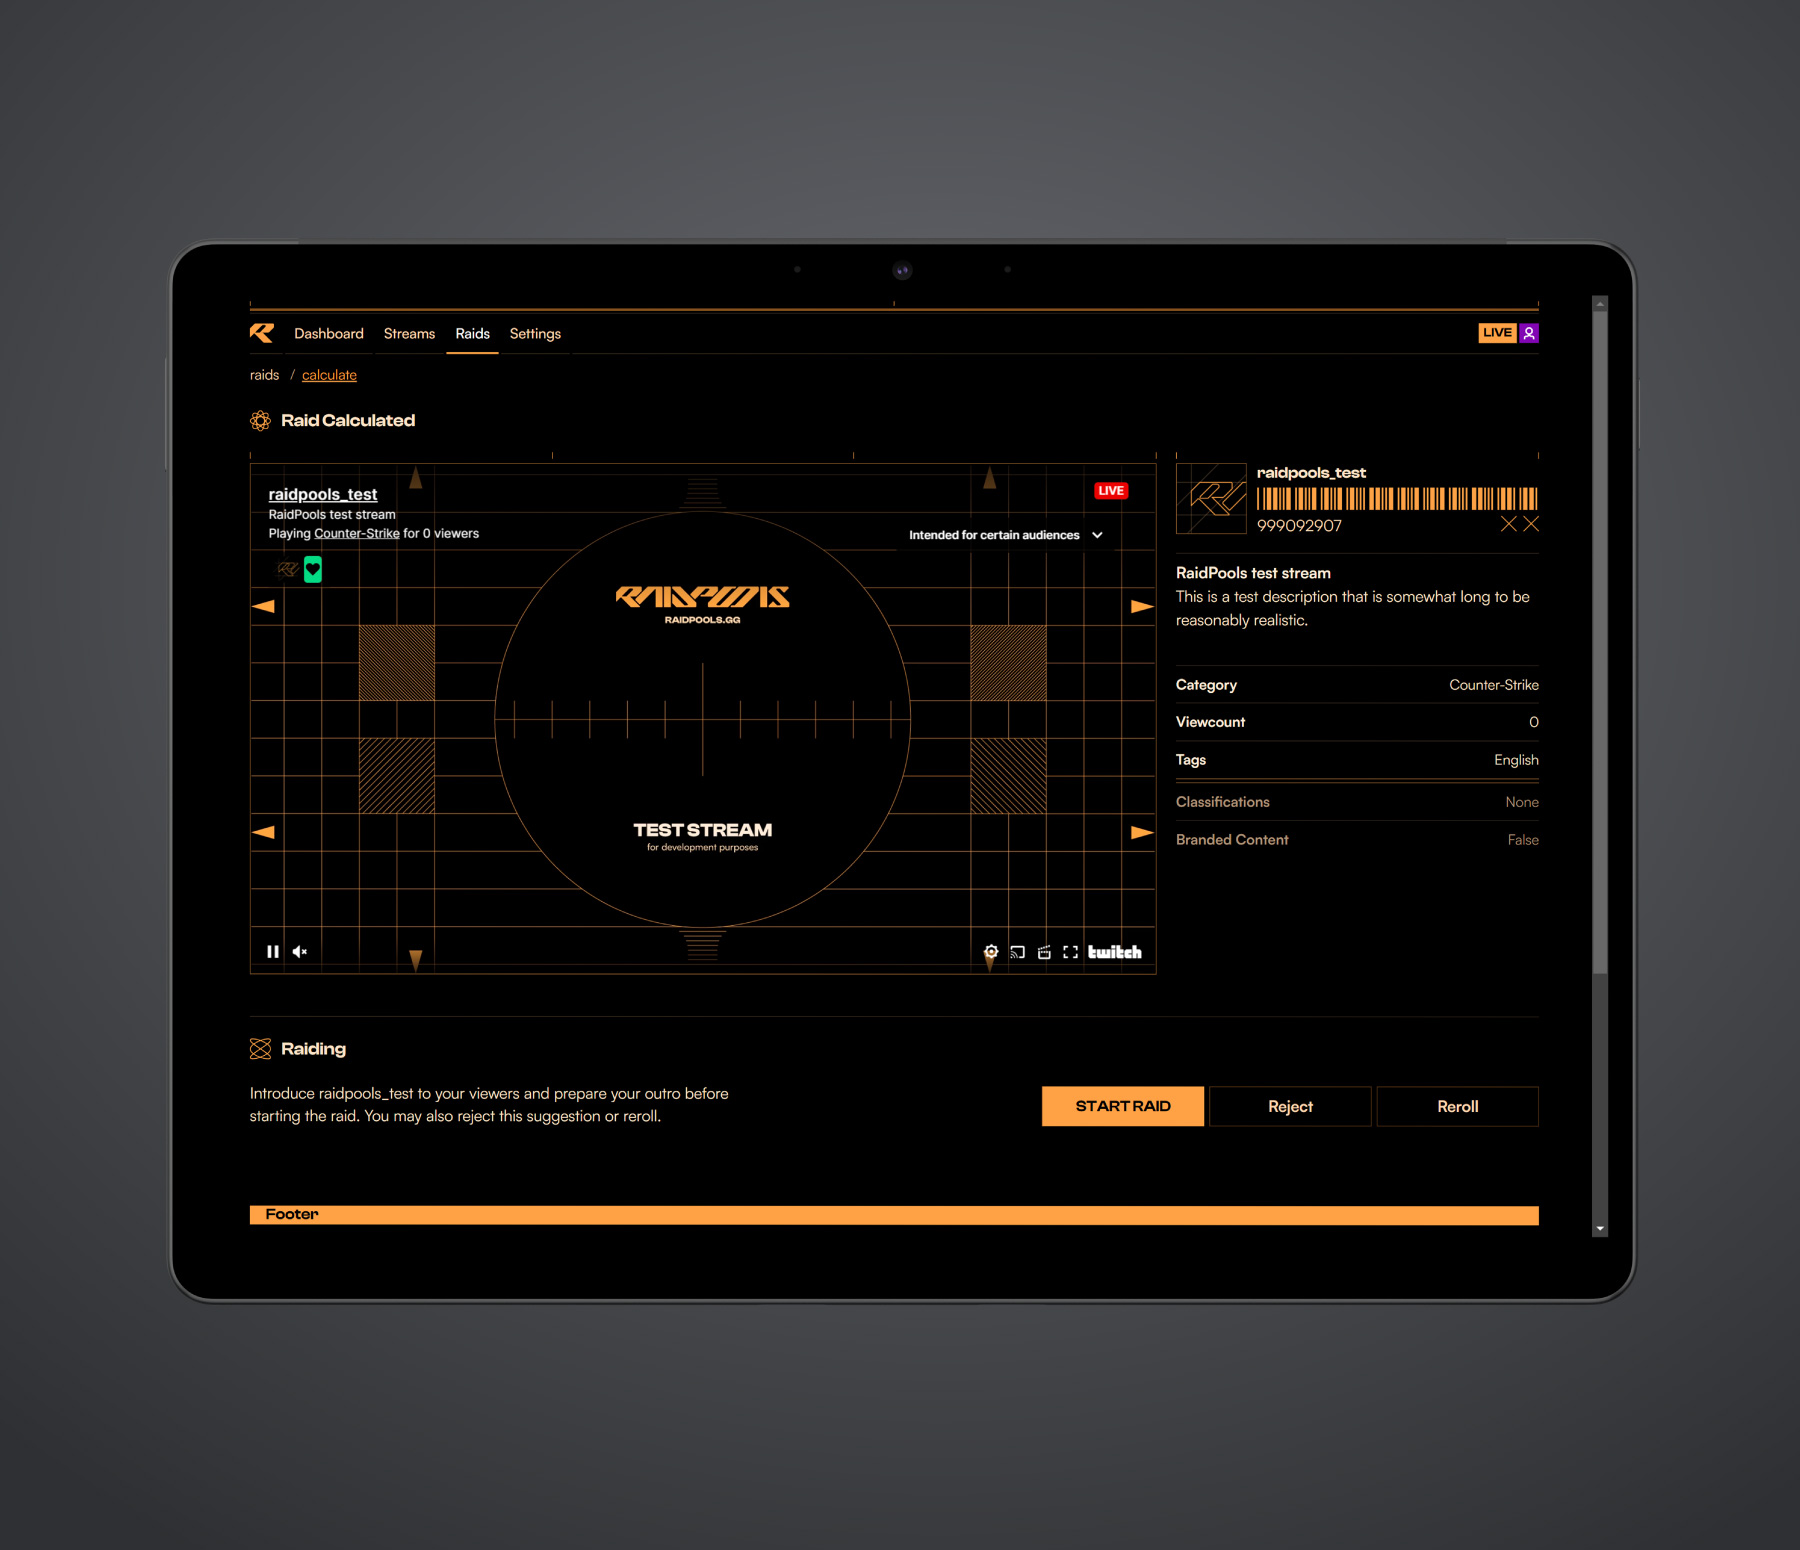 Dashboard Streams Raids Settings LIVE
raids / calculate
Raid Calculated
raidpools_test
RaidPools test stream
Playing Counter-Strike for 0 viewers
LIVE
Intended for certain audiences
RAIDPOOLS
RAIDPOOLS.GG
TEST STREAM
for development purposes
twitch
raidpools_test
999092907
RaidPools test stream
This is a test description that is somewhat long to be
reasonably realistic.
Category Counter-Strike
Viewcount 0
Tags English
Classifications None
Branded Content False
Raiding
Introduce raidpools_test to your viewers and prepare your outro before
starting the raid. You may also reject this suggestion or reroll.
START RAID Reject Reroll
Footer